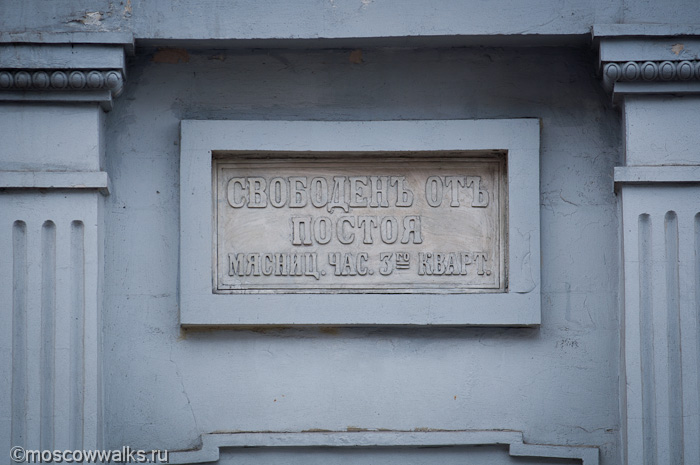 СВОБОДЕНЪ ОТЪ
ПОСТОЯ
МЯСНИЦ. ЧАС. 3го КВАРТ.
©moscowwalks.ru